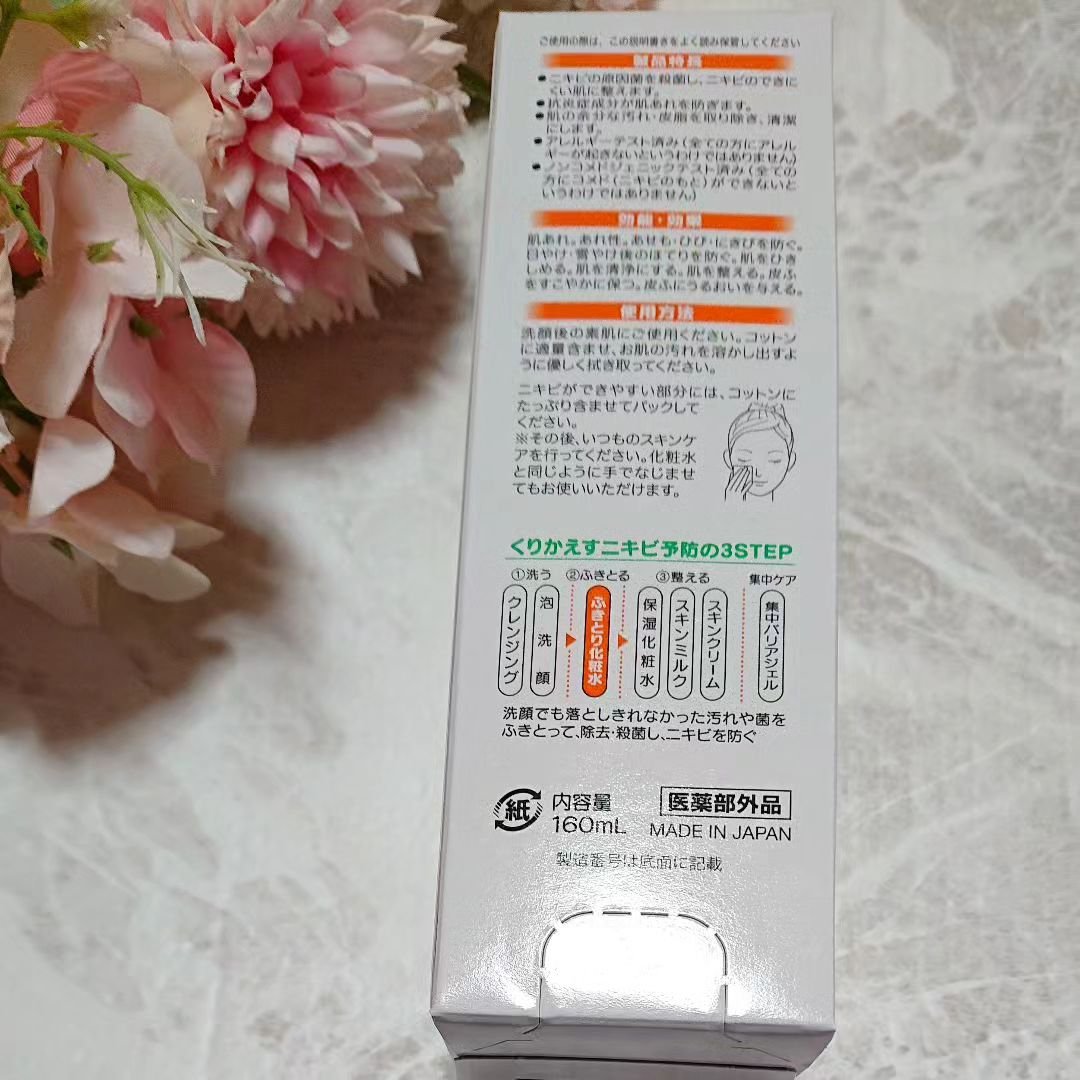 ご使用の際は、この説明書きをよく読み保管してください
製品特長
●ニキビの原因菌を殺菌し、ニキビのできに
くい肌に整えます。
●抗炎症成分が肌あれを防ぎます。
●肌の余分な汚れ・皮脂を取り除き、清潔
にします。
●アレルギーテスト済み(全ての方にアレル
ギーが起きないというわけではありません)
●ノンコメドジェニックテスト済み(全ての
方にコメド(ニキビのもと)ができないと
いうわけではありません)
効能・効果
肌あれ。あれ性。あせも・ひび・にきびを防ぐ。
日やけ・雪やけ後のほてりを防ぐ。肌をひき
しめる。肌を清浄にする。肌を整える。皮ふ
をすこやかに保つ。皮ふにうるおいを与える。
使用方法
洗顔後の素肌にご使用ください。コットン
に適量含ませ、お肌の汚れを溶かし出すよ
うに優しく拭き取ってください。
ニキビができやすい部分には、コットンに
たっぷり含ませてパックして
ください。
※その後、いつものスキンケ
アを行ってください。化粧水
と同じように手でなじませ
てもお使いいただけます。
くりかえすニキビ予防の3STEP
①洗う ②ふきとる ③整える 集中ケア
クレンジング
泡洗顔
ふきとり化粧水
保湿化粧水
スキンミルク
スキンクリーム
集中バリアジェル
洗顔でも落としきれなかった汚れや菌を
ふきとって、除去・殺菌し、ニキビを防ぐ
紙 内容量 医薬部外品
160mL MADE IN JAPAN
製造番号は底面に記載